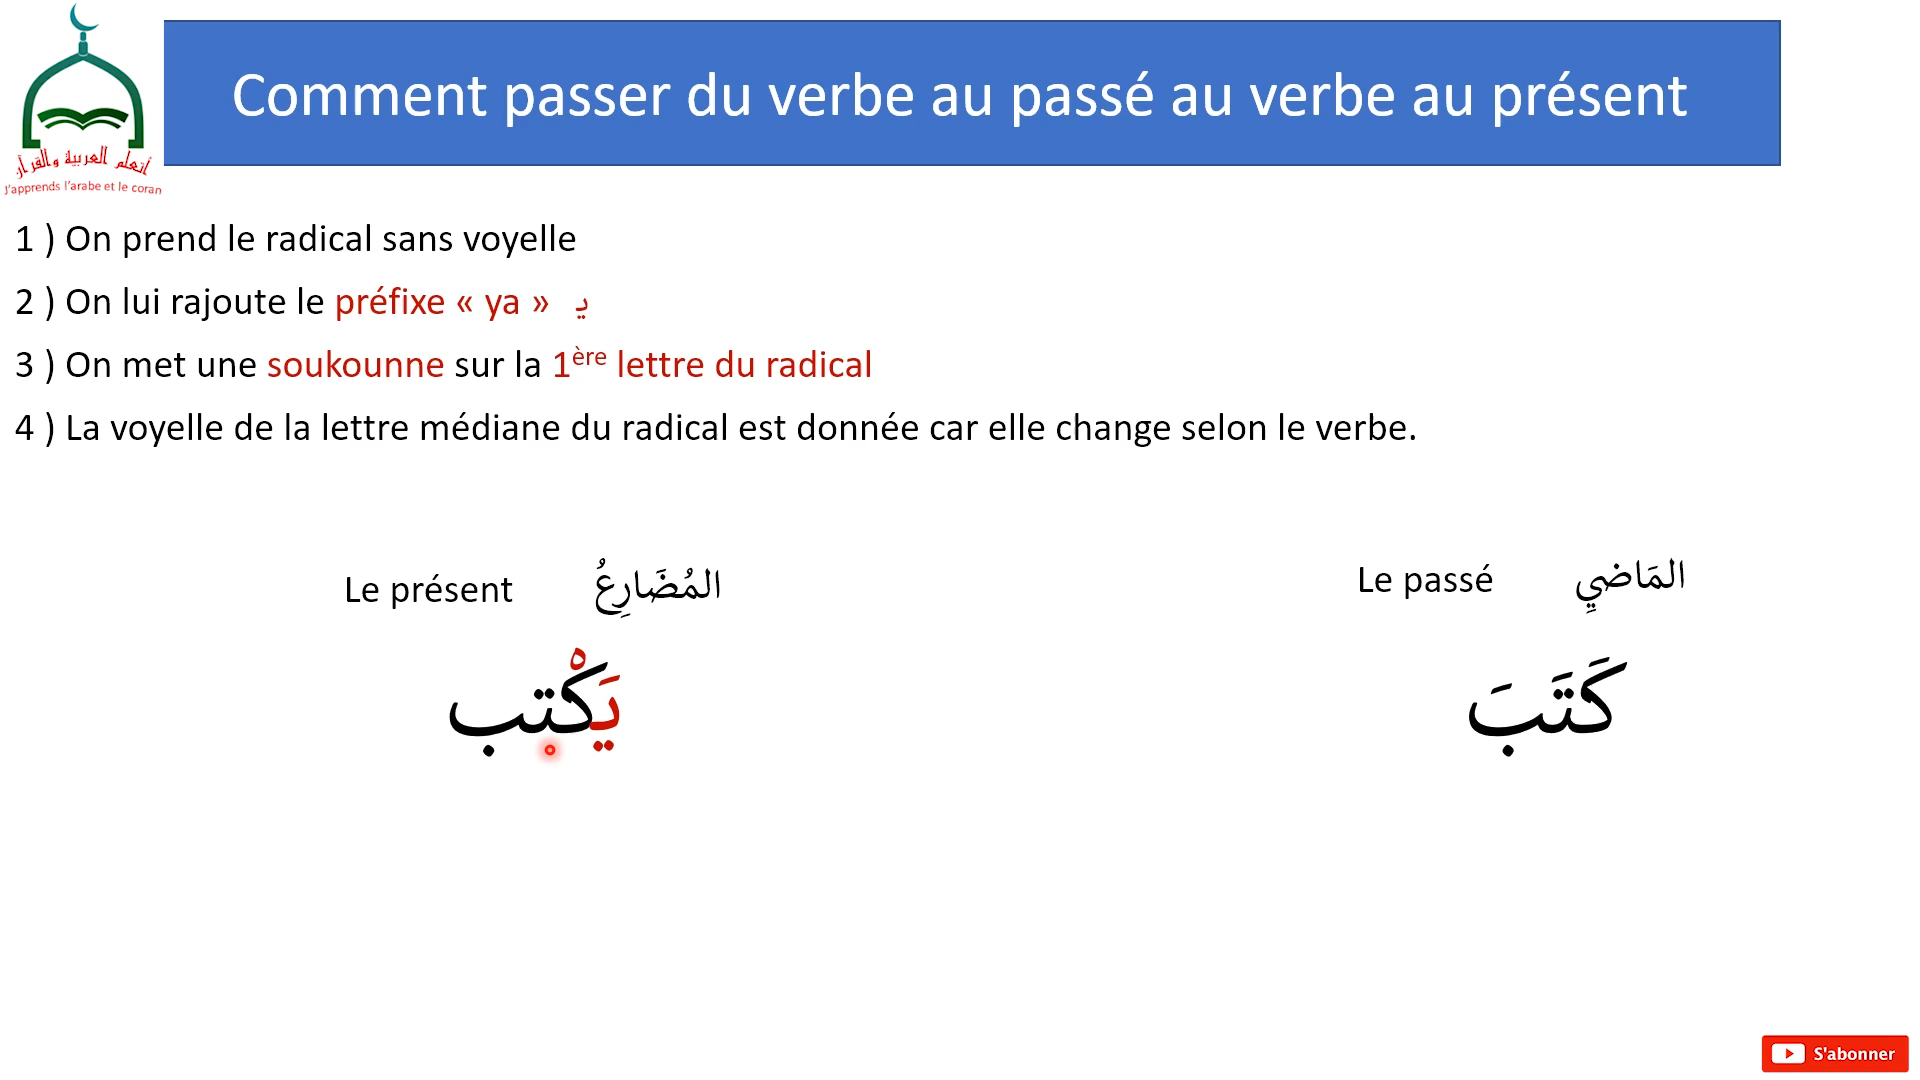 Comment passer du verbe au passé au verbe au présent
أتعلم العربية والقرآن
J'apprends l'arabe et le coran
1 ) On prend le radical sans voyelle
2 ) On lui rajoute le préfixe « ya » يـ
3 ) On met une soukounne sur la 1ère lettre du radical
4 ) La voyelle de la lettre médiane du radical est donnée car elle change selon le verbe.
Le présent المُضَارِعُ
Le passé المَاضيِ
يَكْتب
كَتَبَ
S'abonner